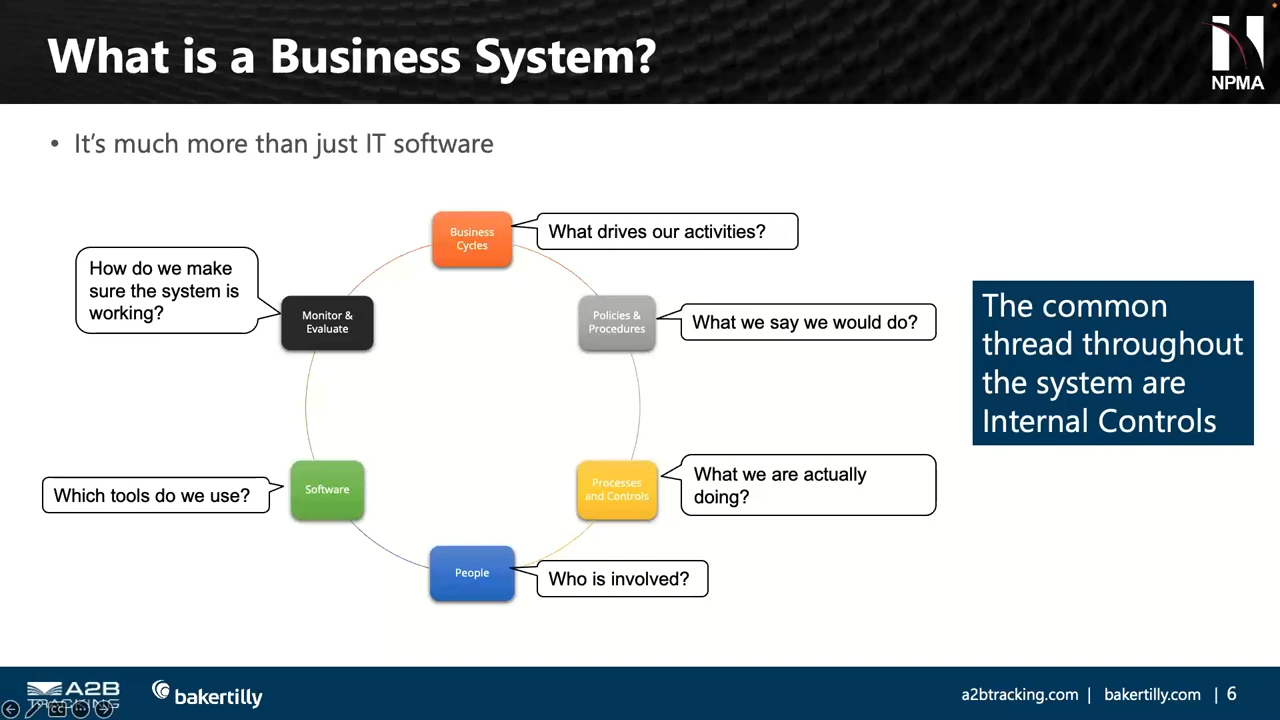 What is a Business System?
NPMA
• It's much more than just IT software
Business
Cycles
What drives our activities?
How do we make
sure the system is
working?
Monitor &
Evaluate
Policies &
Procedures
What we say we would do?
The common
thread throughout
the system are
Internal Controls
Which tools do we use?
Software
Processes
and Controls
What we are actually
doing?
People
Who is involved?
A2B
TRACKING
bakertilly
a2btracking.com | bakertilly.com | 6